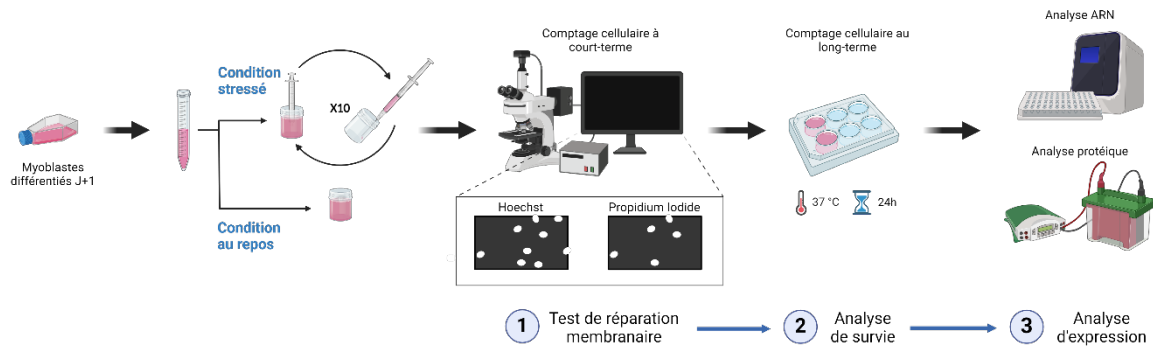 Analyse ARN
Comptage cellulaire à
court-terme
Comptage cellulaire au
long-terme
Condition
stressé
X10
Myoblastes
différentiés J+1
Analyse protéique
37 °C
24h
Hoechst
Propidium Iodide
Condition
au repos
1
Test de réparation
membranaire
2
Analyse
de survie
3
Analyse
d'expression